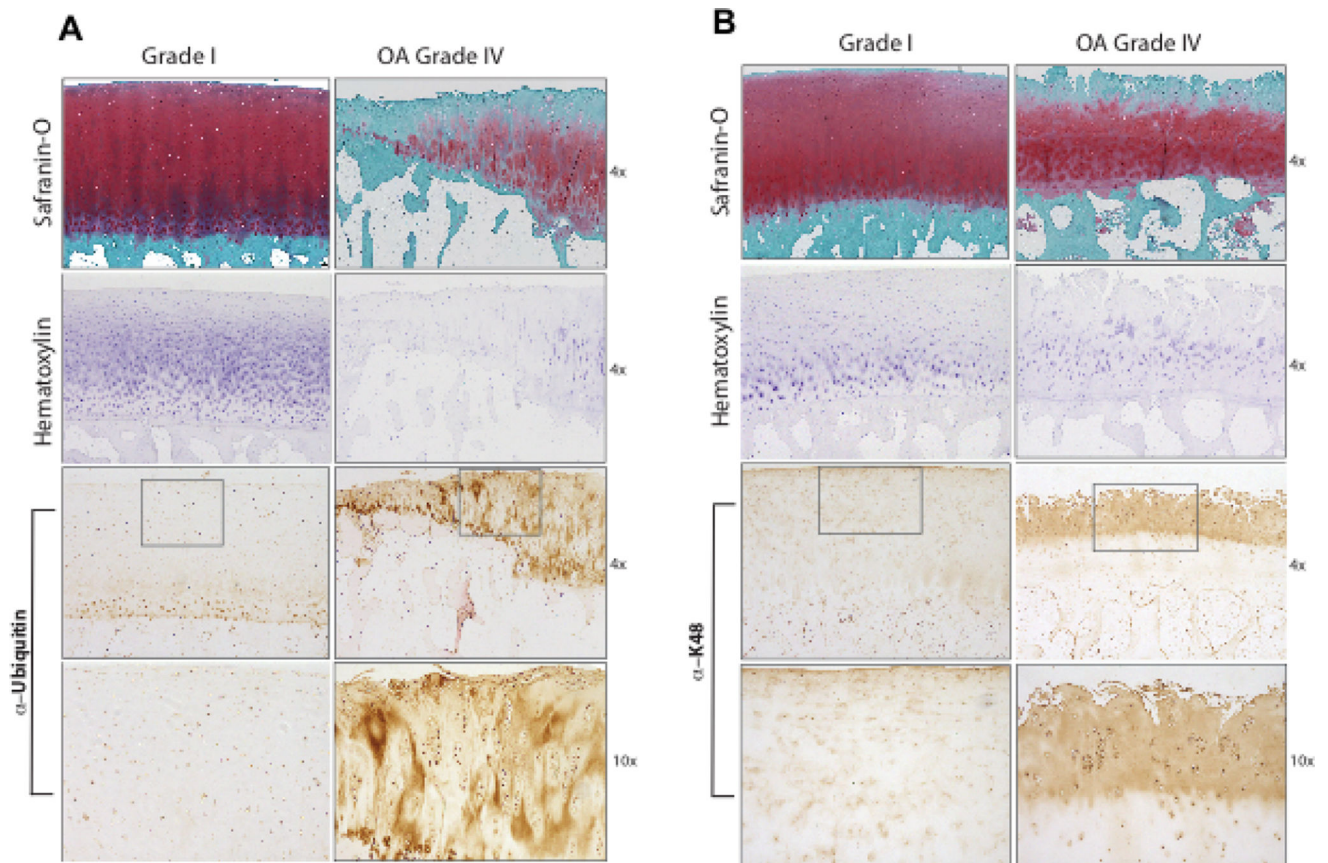 A
Grade I
OA Grade IV
Safranin-O
4x
Hematoxylin
4x
α-Ubiquitin
4x
10x
B
Grade I
OA Grade IV
Safranin-O
4x
Hematoxylin
4x
α-K48
4x
10x